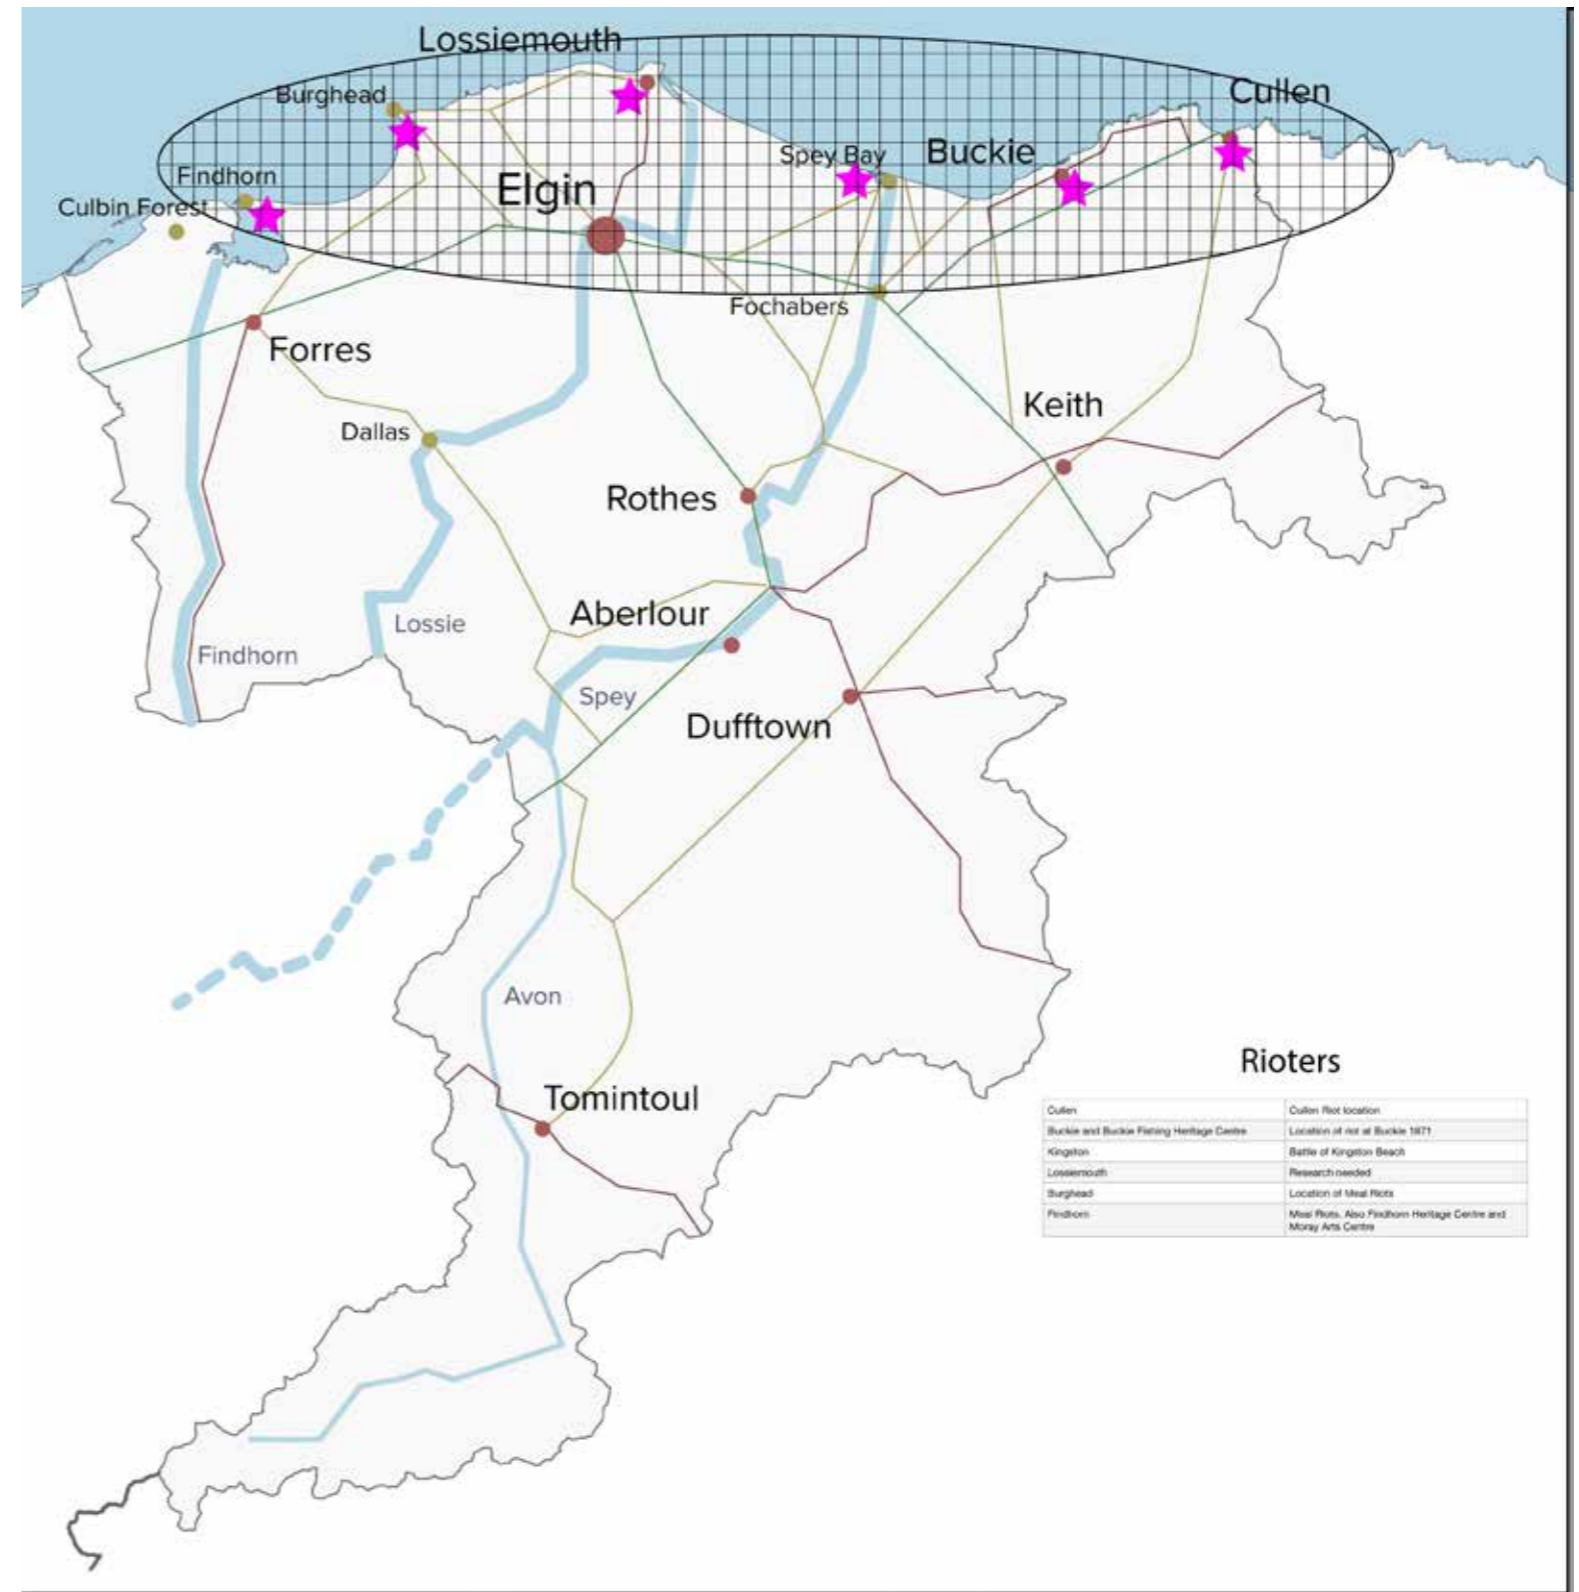 Lossiemouth
Burghead
Cullen
Findhorn
Spey Bay
Buckie
Culbin Forest
Elgin
Fochabers
Forres
Keith
Dallas
Rothes
Aberlour
Lossie
Findhorn
Spey
Dufftown
Avon
Tomintoul
Rioters
Cullen
Cullen Riot location
Buckie and Buckie Fishing Heritage Centre
Location of riot at Buckie 1871
Kingston
Battle of Kingston Beach
Lossiemouth
Research needed
Burghead
Location of Meal Riots
Findhorn
Meal Riots. Also Findhorn Heritage Centre and
Moray Arts Centre